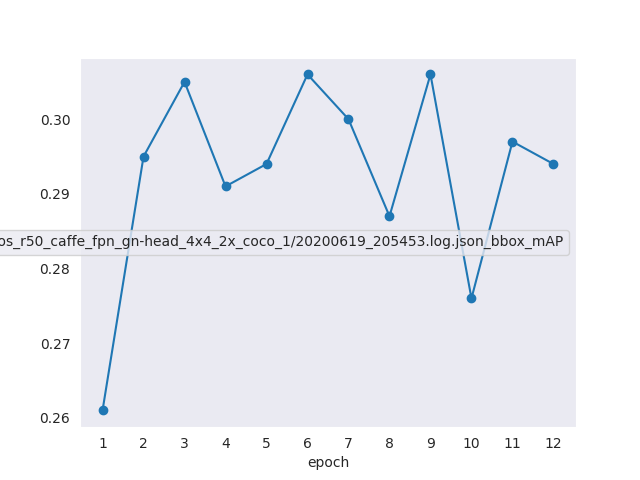 0.30
0.29
os_r50_caffe_fpn_gn-head_4x4_2x_coco_1/20200619_205453.log.json_bbox_mAP
0.28
0.27
0.26
1 2 3 4 5 6 7 8 9 10 11 12
epoch